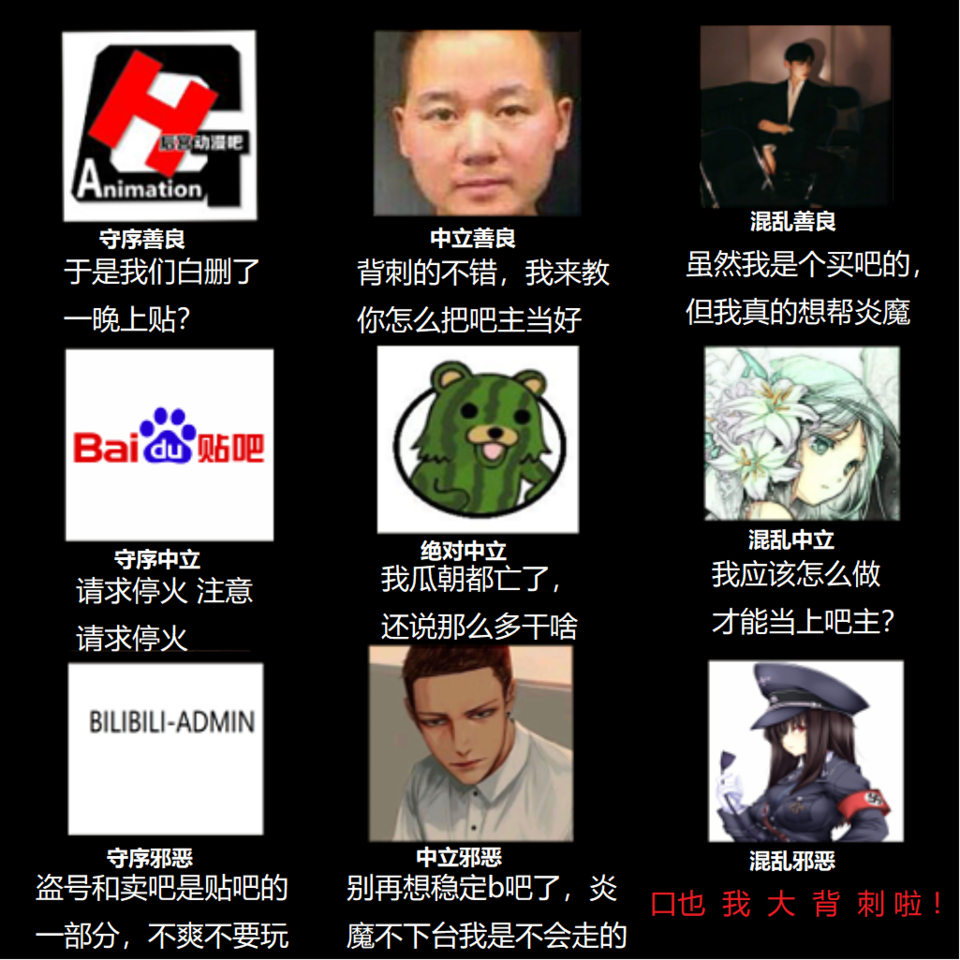 H
后宫动漫吧
Animation
守序善良
于是我们白删了
一晚上贴？
中立善良
背刺的不错，我来教
你怎么把吧主当好
混乱善良
虽然我是个买吧的，
但我真的想帮炎魔
Bai du 贴吧
守序中立
请求停火 注意
请求停火
绝对中立
我瓜朝都亡了，
还说那么多干啥
混乱中立
我应该怎么做
才能当上吧主？
BILIBILI-ADMIN
守序邪恶
盗号和卖吧是贴吧的
一部分，不爽不要玩
中立邪恶
别再想稳定b吧了，炎
魔不下台我是不会走的
混乱邪恶
口也 我 大 背 刺 啦！